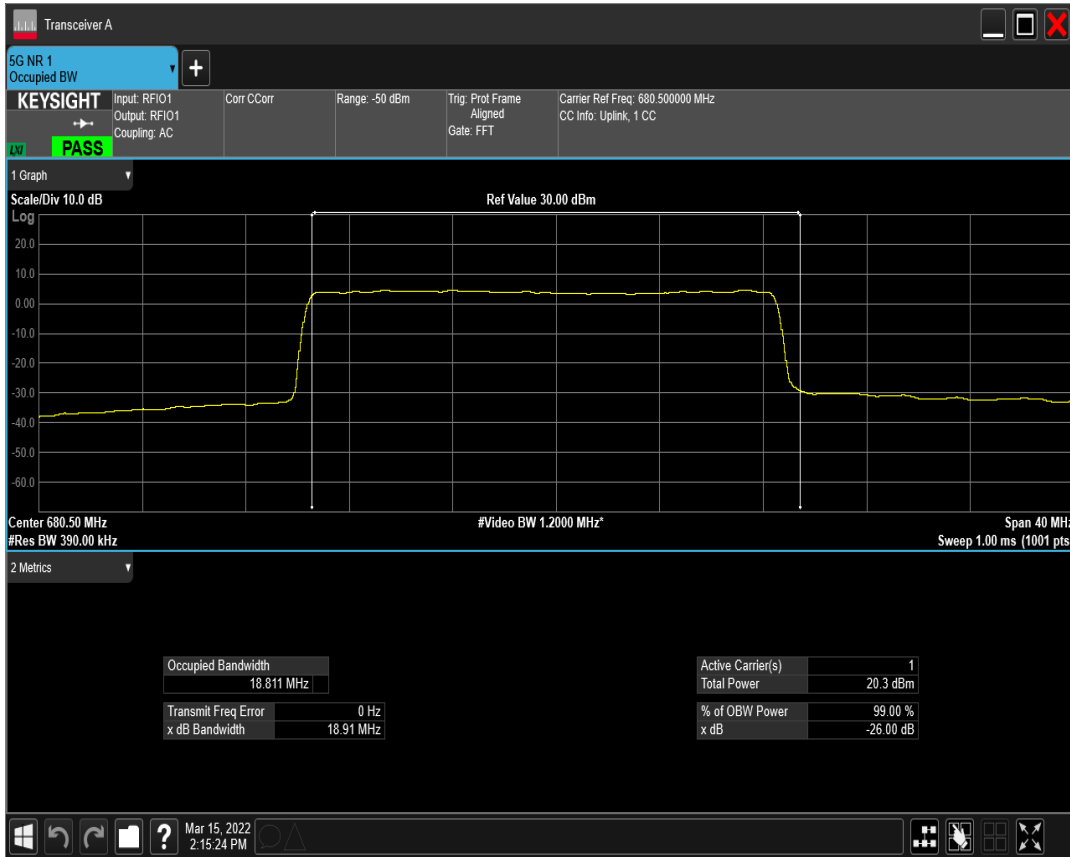 Transceiver A
5G NR 1
Occupied BW
KEYSIGHT
LXI
PASS
Input: RFIO1
Output: RFIO1
Coupling: AC
Corr CCorr
Range: -50 dBm
Trig: Prot Frame
Aligned
Gate: FFT
Carrier Ref Freq: 680.500000 MHz
CC Info: Uplink, 1 CC
1 Graph
Scale/Div 10.0 dB
Ref Value 30.00 dBm
Log
20.0
10.0
0.00
-10.0
-20.0
-30.0
-40.0
-50.0
-60.0
Center 680.50 MHz
#Video BW 1.2000 MHz*
Span 40 MHz
#Res BW 390.00 kHz
Sweep 1.00 ms (1001 pts
2 Metrics
Occupied Bandwidth
18.811 MHz
Transmit Freq Error 0 Hz
x dB Bandwidth 18.91 MHz
Active Carrier(s) 1
Total Power 20.3 dBm
% of OBW Power 99.00 %
x dB -26.00 dB
?
Mar 15, 2022
2:15:24 PM